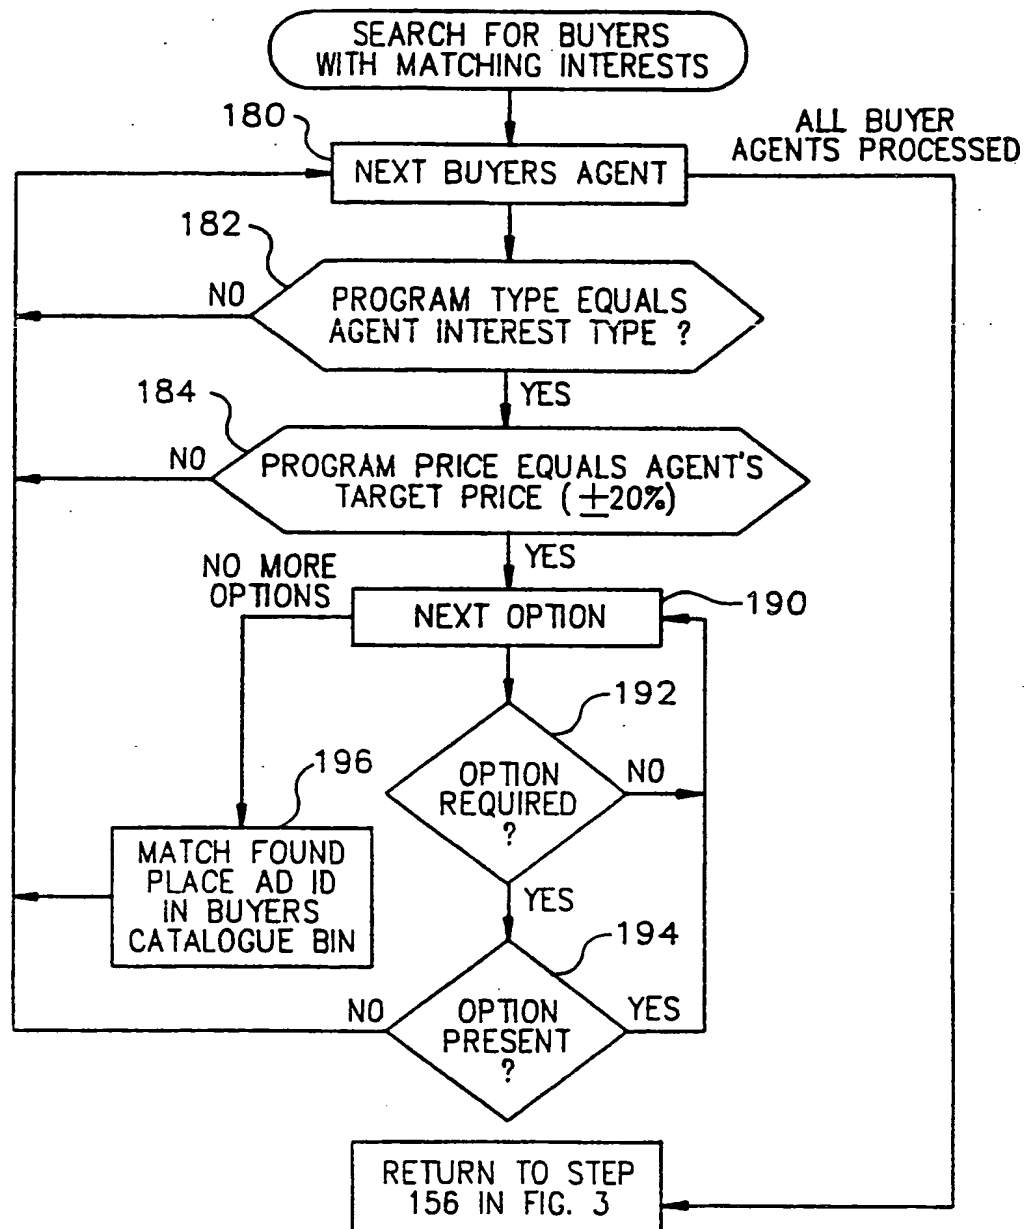 SEARCH FOR BUYERS
WITH MATCHING INTERESTS
180
ALL BUYER
AGENTS PROCESSED
NEXT BUYERS AGENT
182
NO
PROGRAM TYPE EQUALS
AGENT INTEREST TYPE ?
YES
184
NO
PROGRAM PRICE EQUALS AGENT'S
TARGET PRICE (±20%)
YES
NO MORE
OPTIONS
NEXT OPTION
190
192
OPTION
REQUIRED
?
NO
196
MATCH FOUND
PLACE AD ID
IN BUYERS
CATALOGUE BIN
YES
194
NO
OPTION
PRESENT
?
YES
RETURN TO STEP
156 IN FIG. 3